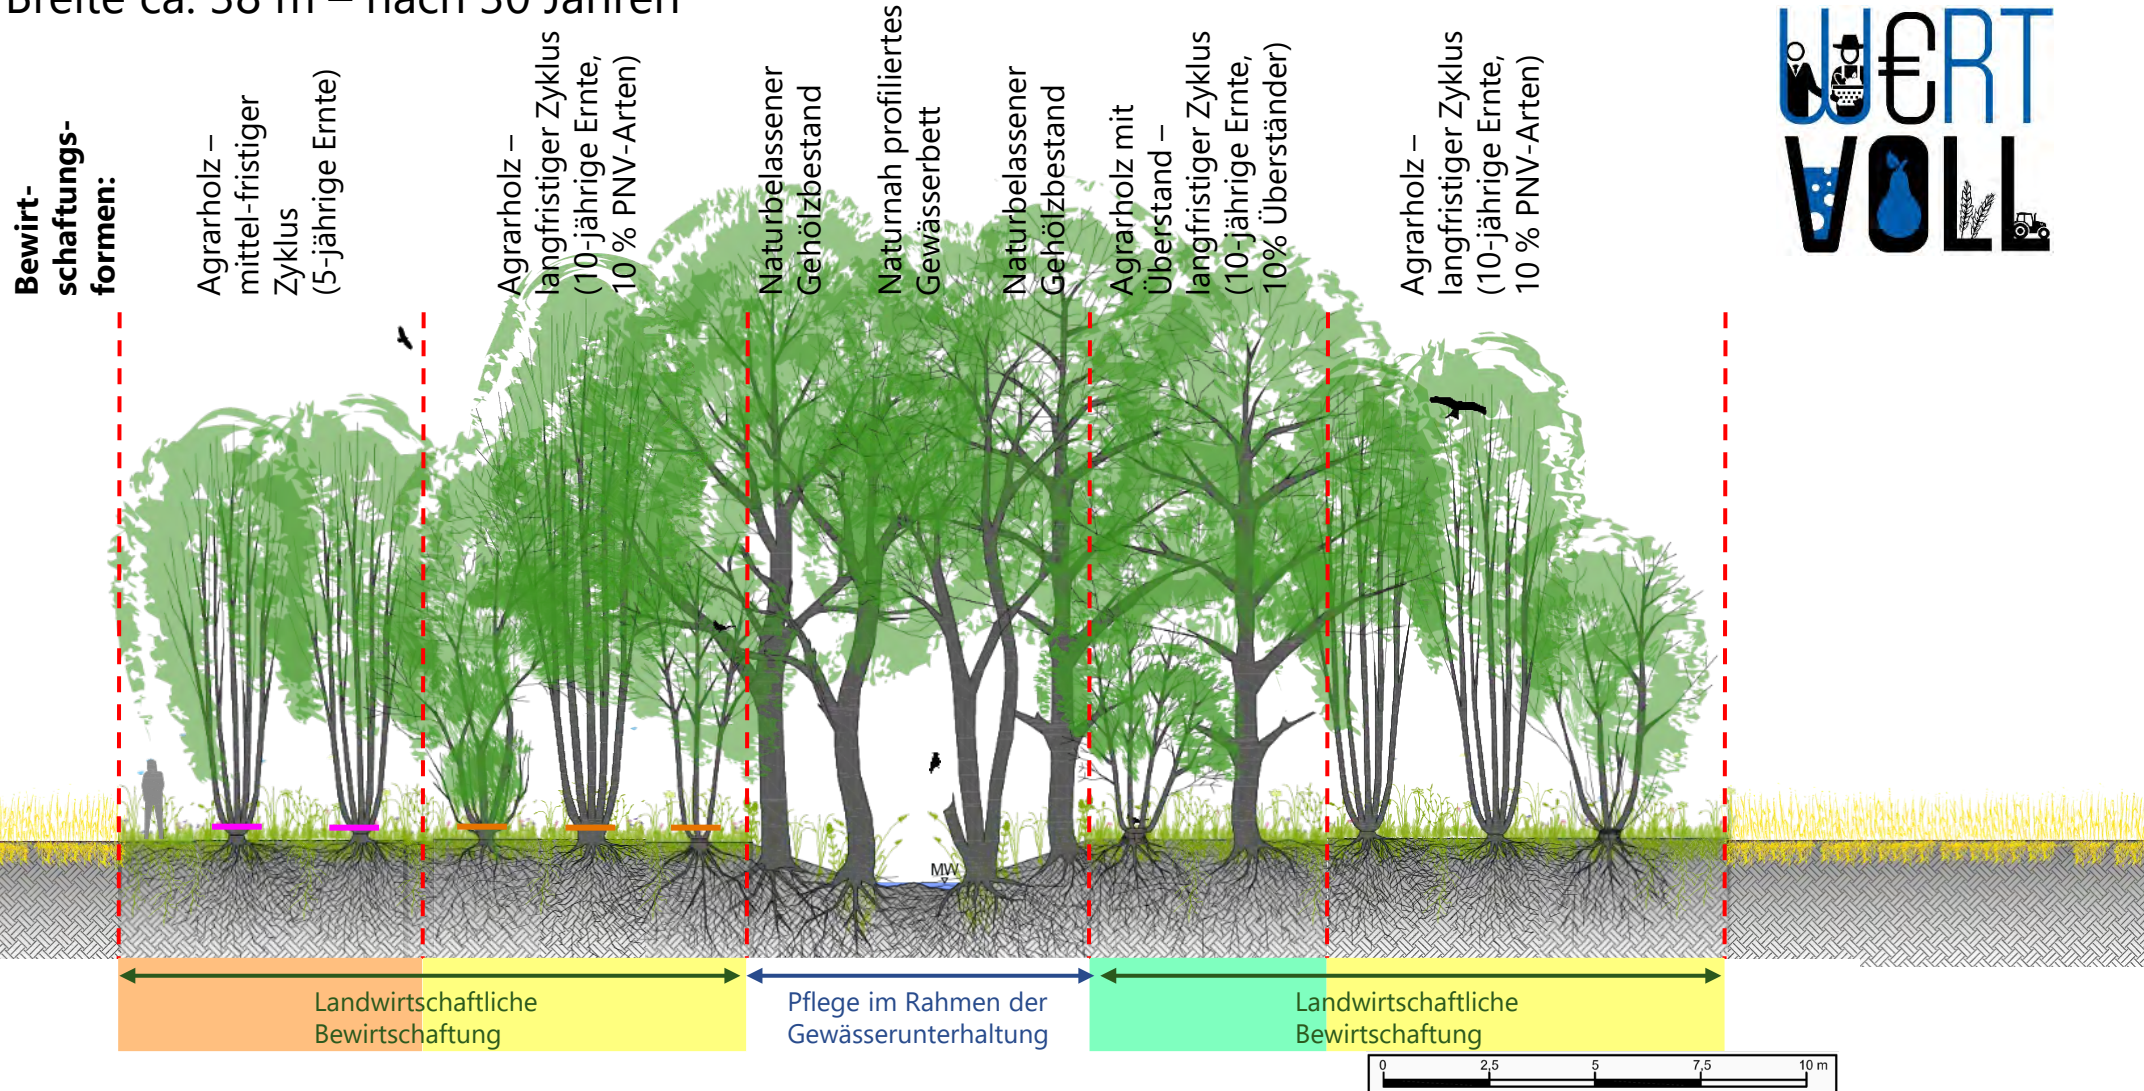 Breite ca. 38 m – nach 30 Jahren
Bewirt-
schaftungs-
formen:
Agrarholz –
mittel-fristiger
Zyklus
(5-jährige Ernte)
Agrarholz –
langfristiger Zyklus
(10-jährige Ernte,
10 % PNV-Arten)
Naturbelassener
Gehölzbestand
Naturnah profiliertes
Gewässerbett
Naturbelassener
Gehölzbestand
Agrarholz mit
Überstand –
langfristiger Zyklus
(10-jährige Ernte,
10% Überständer)
Agrarholz –
langfristiger Zyklus
(10-jährige Ernte,
10 % PNV-Arten)
W€RT
VOLL
MW
Landwirtschaftliche
Bewirtschaftung
Pflege im Rahmen der
Gewässerunterhaltung
Landwirtschaftliche
Bewirtschaftung
0 2,5 5 7,5 10 m